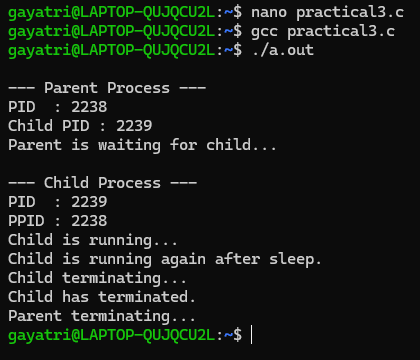 gayatri@LAPTOP-QUJQCU2L:~$ nano practical3.c
gayatri@LAPTOP-QUJQCU2L:~$ gcc practical3.c
gayatri@LAPTOP-QUJQCU2L:~$ ./a.out
--- Parent Process ---
PID  : 2238
Child PID : 2239
Parent is waiting for child...
--- Child Process ---
PID  : 2239
PPID : 2238
Child is running...
Child is running again after sleep.
Child terminating...
Child has terminated.
Parent terminating...
gayatri@LAPTOP-QUJQCU2L:~$